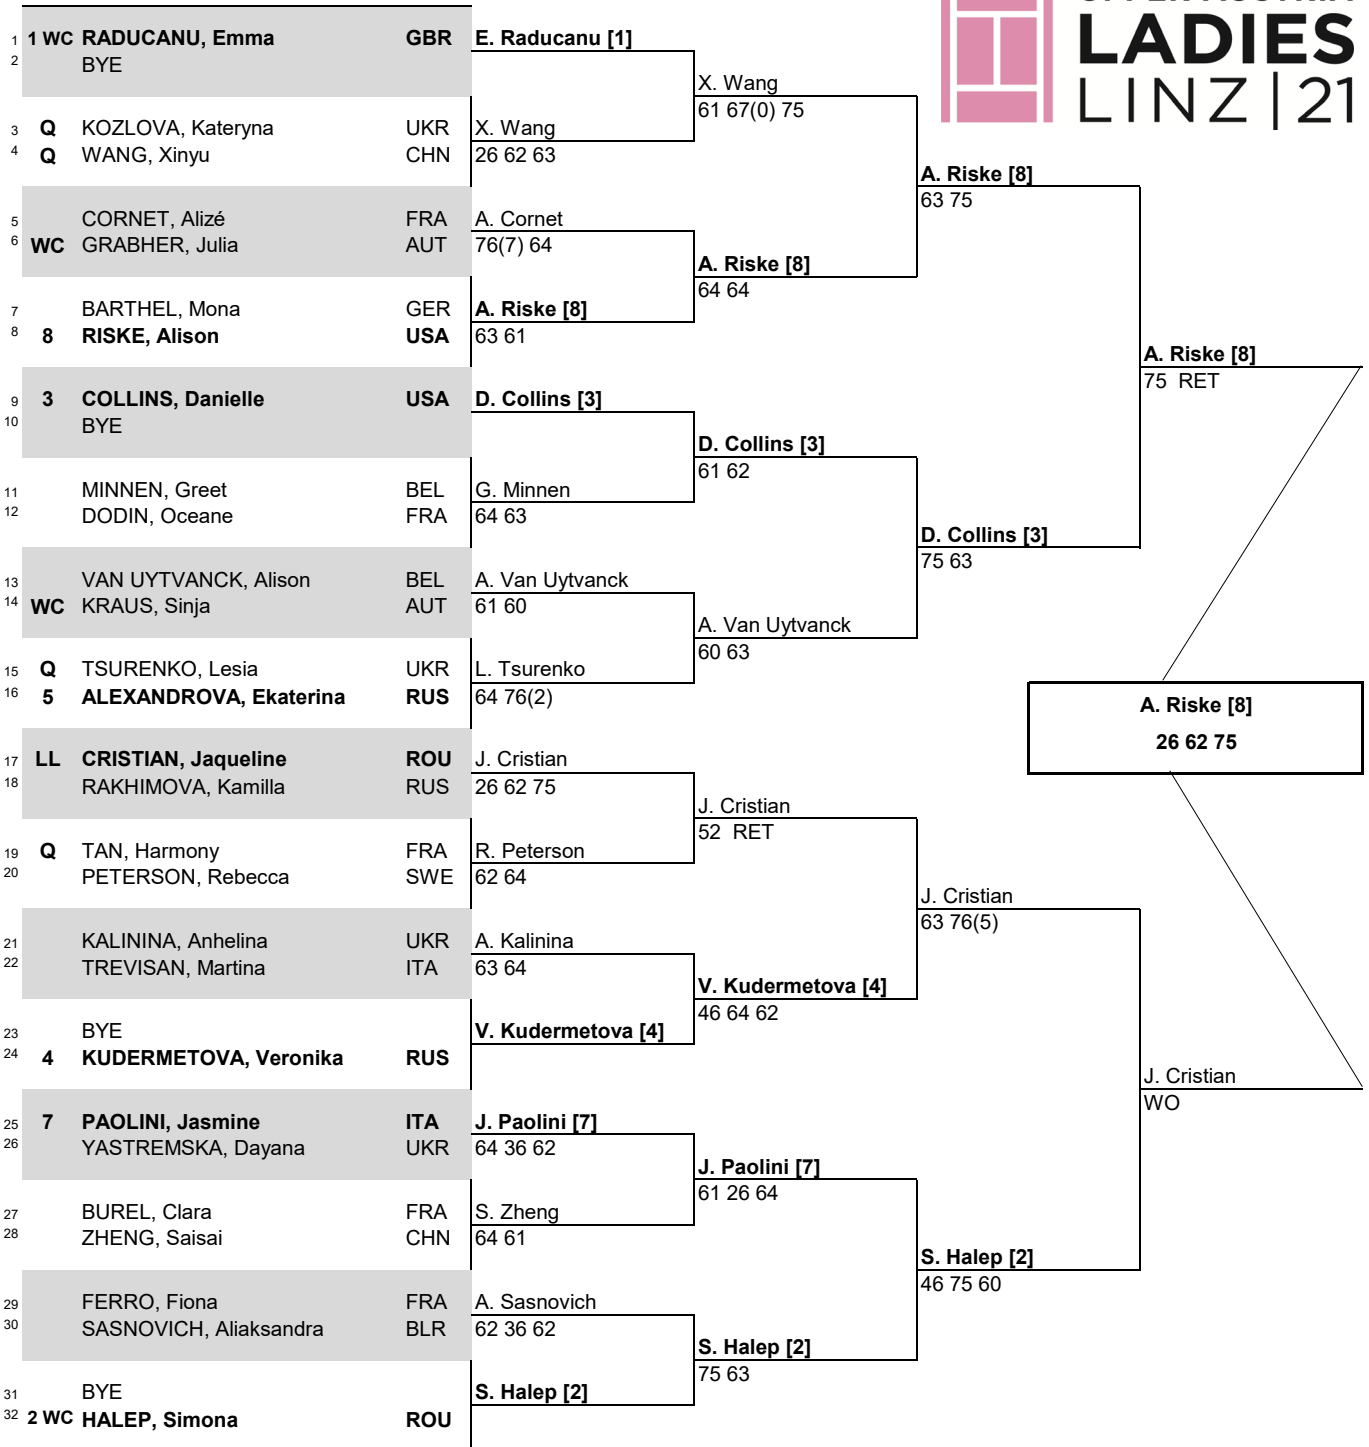 LADIES
LINZ | 21
1 1 WC RADUCANU, Emma GBR
2 BYE
3 Q KOZLOVA, Kateryna UKR
4 Q WANG, Xinyu CHN
5 CORNET, Alizé FRA
6 WC GRABHER, Julia AUT
7 BARTHEL, Mona GER
8 8 RISKE, Alison USA
9 3 COLLINS, Danielle USA
10 BYE
11 MINNEN, Greet BEL
12 DODIN, Oceane FRA
13 VAN UYTVANCK, Alison BEL
14 WC KRAUS, Sinja AUT
15 Q TSURENKO, Lesia UKR
16 5 ALEXANDROVA, Ekaterina RUS
17 LL CRISTIAN, Jaqueline ROU
18 RAKHIMOVA, Kamilla RUS
19 Q TAN, Harmony FRA
20 PETERSON, Rebecca SWE
21 KALININA, Anhelina UKR
22 TREVISAN, Martina ITA
23 BYE
24 4 KUDERMETOVA, Veronika RUS
25 7 PAOLINI, Jasmine ITA
26 YASTREMSKA, Dayana UKR
27 BUREL, Clara FRA
28 ZHENG, Saisai CHN
29 FERRO, Fiona FRA
30 SASNOVICH, Aliaksandra BLR
31 BYE
32 2 WC HALEP, Simona ROU
E. Raducanu [1]
X. Wang
26 62 63
A. Cornet
76(7) 64
A. Riske [8]
63 61
D. Collins [3]
G. Minnen
64 63
A. Van Uytvanck
61 60
L. Tsurenko
64 76(2)
J. Cristian
26 62 75
R. Peterson
62 64
A. Kalinina
63 64
V. Kudermetova [4]
J. Paolini [7]
64 36 62
S. Zheng
64 61
A. Sasnovich
62 36 62
S. Halep [2]
X. Wang
61 67(0) 75
A. Riske [8]
64 64
D. Collins [3]
61 62
A. Van Uytvanck
60 63
J. Cristian
52 RET
V. Kudermetova [4]
46 64 62
J. Paolini [7]
61 26 64
S. Halep [2]
75 63
A. Riske [8]
63 75
D. Collins [3]
75 63
J. Cristian
63 76(5)
S. Halep [2]
46 75 60
A. Riske [8]
75 RET
J. Cristian
WO
A. Riske [8]
26 62 75